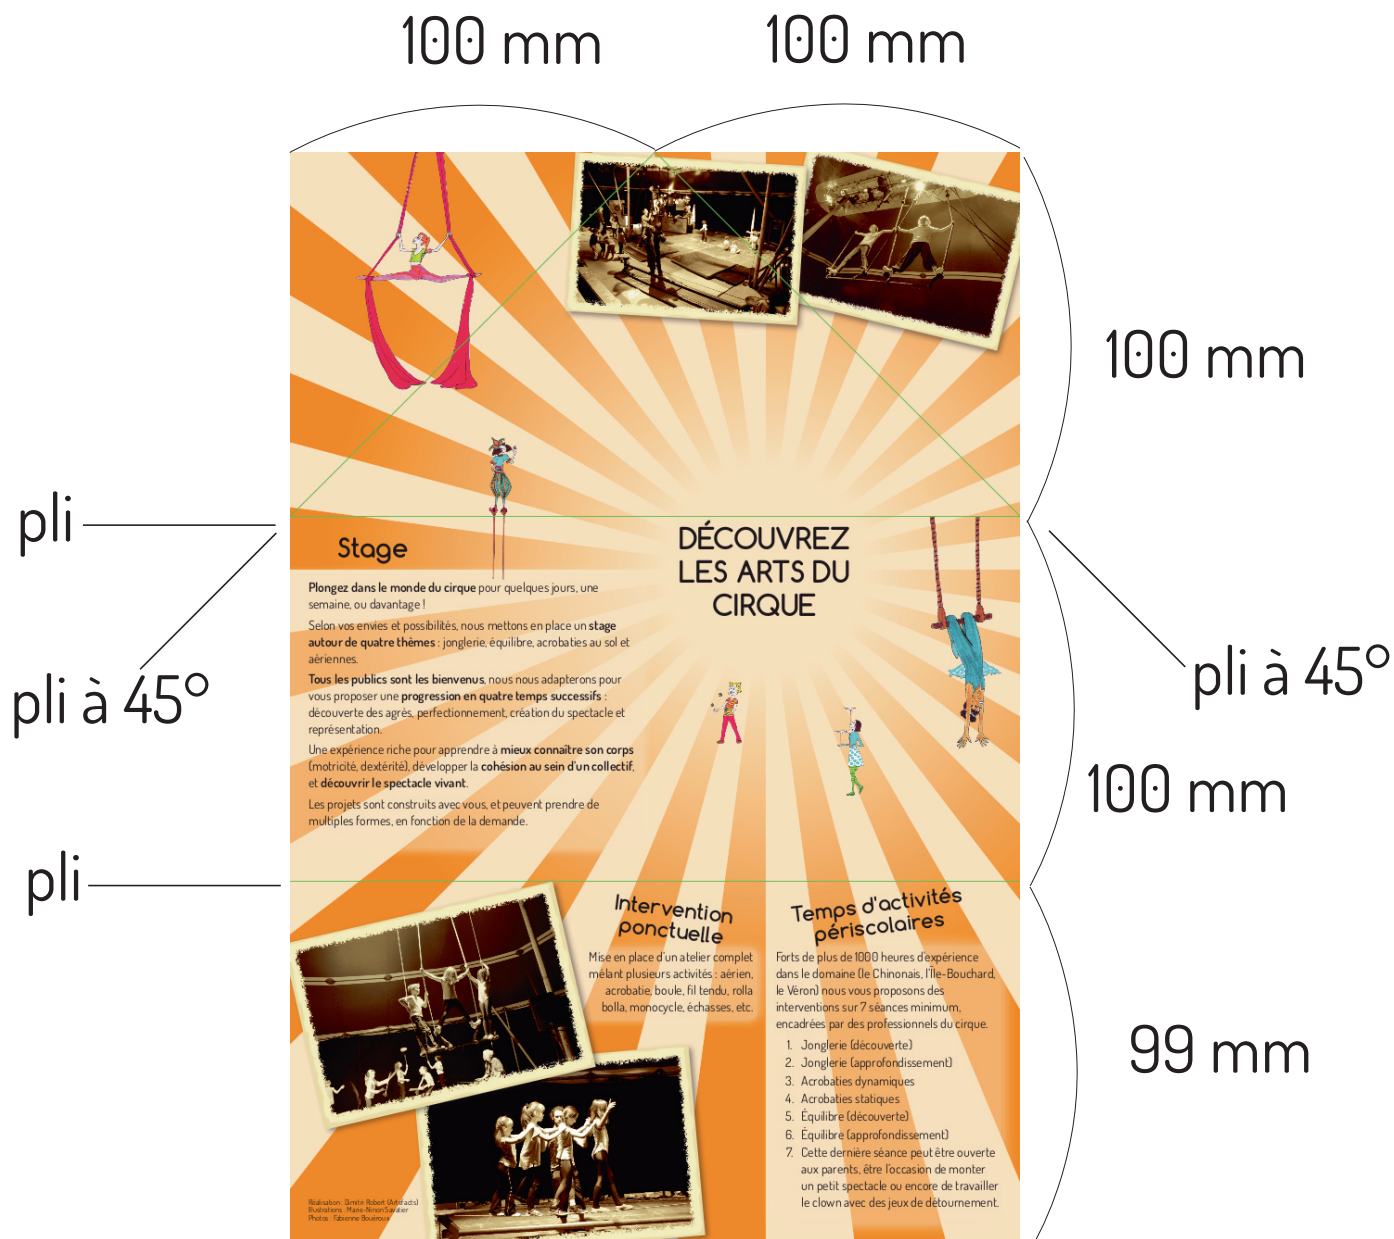 100 mm
100 mm
100 mm
pli
pli à 45°
pli à 45°
100 mm
pli
99 mm
DÉCOUVREZ
LES ARTS DU
CIRQUE
Stage
Plongez dans le monde du cirque pour quelques jours, une
semaine, ou davantage !
Selon vos envies et possibilités, nous mettons en place un stage
autour de quatre thèmes : jonglerie, équilibre, acrobaties au sol et
aériennes.
Tous les publics sont les bienvenus, nous nous adapterons pour
vous proposer une progression en quatre temps successifs :
découverte des agrès, perfectionnement, création du spectacle et
représentation.
Une expérience riche pour apprendre à mieux connaître son corps
(motricité, dextérité), développer la cohésion au sein d'un collectif,
et découvrir le spectacle vivant.
Les projets sont construits avec vous, et peuvent prendre de
multiples formes, en fonction de la demande.
Intervention
ponctuelle
Mise en place d'un atelier complet
mêlant plusieurs activités : aérien,
acrobatie, boule, fil tendu, rolla
bolla, monocycle, échasses, etc.
Temps d'activités
périscolaires
Forts de plus de 1000 heures d'expérience
dans le domaine (le Chinonais, l'Île-Bouchard,
le Véron) nous vous proposons des
interventions sur 7 séances minimum,
encadrées par des professionnels du cirque.
1. Jonglerie (découverte)
2. Jonglerie (approfondissement)
3. Acrobaties dynamiques
4. Acrobaties statiques
5. Équilibre (découverte)
6. Équilibre (approfondissement)
7. Cette dernière séance peut être ouverte
aux parents, être l'occasion de monter
un petit spectacle ou encore de travailler
le clown avec des jeux de détournement.
Réalisation : Dimitri Robert (Artefacts)
Illustrations : Marie-Ninon Savatier
Photos : Fabienne Bouéroux